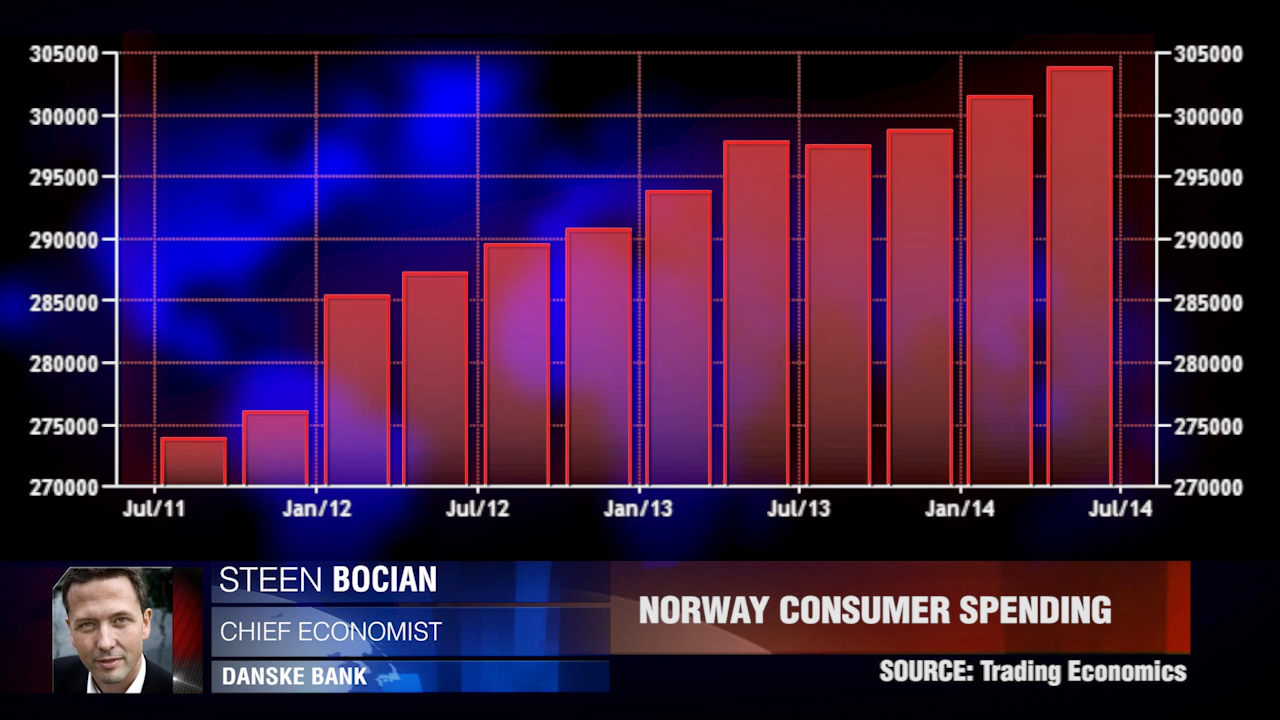 305000 305000
300000 300000
295000 295000
290000 290000
285000 285000
280000 280000
275000 275000
270000 270000
Jul/11 Jan/12 Jul/12 Jan/13 Jul/13 Jan/14 Jul/14
STEEN BOCIAN
CHIEF ECONOMIST
DANSKE BANK
NORWAY CONSUMER SPENDING
SOURCE: Trading Economics